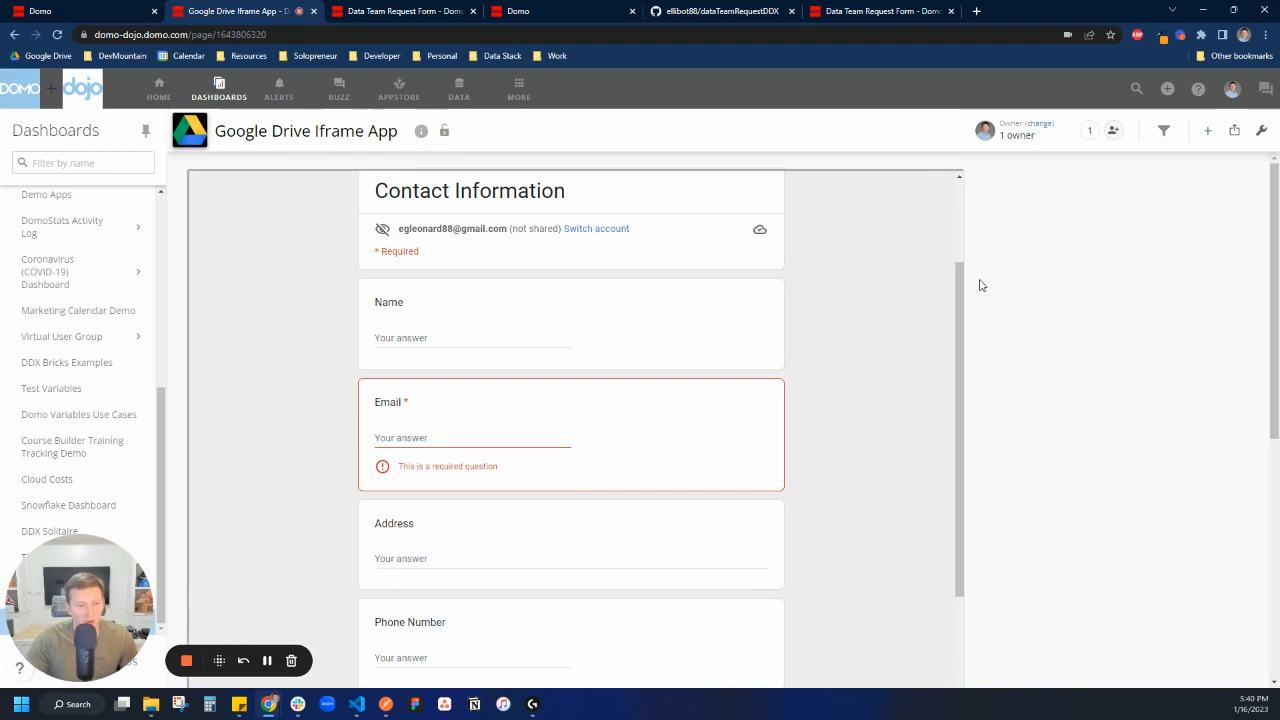 Domo
Google Drive Iframe App - D
Data Team Request Form - Domo
Domo
ellibot88/dataTeamRequestDDX
Data Team Request Form - Domo
domo-dojo.domo.com/page/1643806320
Google Drive
DevMountain
Calendar
Resources
Solopreneur
Developer
Personal
Data Stack
Work
Other bookmarks
DOMO
dojo
HOME
DASHBOARDS
ALERTS
BUZZ
APPSTORE
DATA
MORE
Dashboards
Google Drive Iframe App
Owner (change)
1 owner
1
Filter by name
Demo Apps
DomoStats Activity
Log
Coronavirus
(COVID-19)
Dashboard
Marketing Calendar Demo
Virtual User Group
DDX Bricks Examples
Test Variables
Domo Variables Use Cases
Course Builder Training
Tracking Demo
Cloud Costs
Snowflake Dashboard
DDX Solitaire
Contact Information
egleonard88@gmail.com (not shared) Switch account
* Required
Name
Your answer
Email *
Your answer
This is a required question
Address
Your answer
Phone Number
Your answer
Search
5:40 PM
1/16/2023